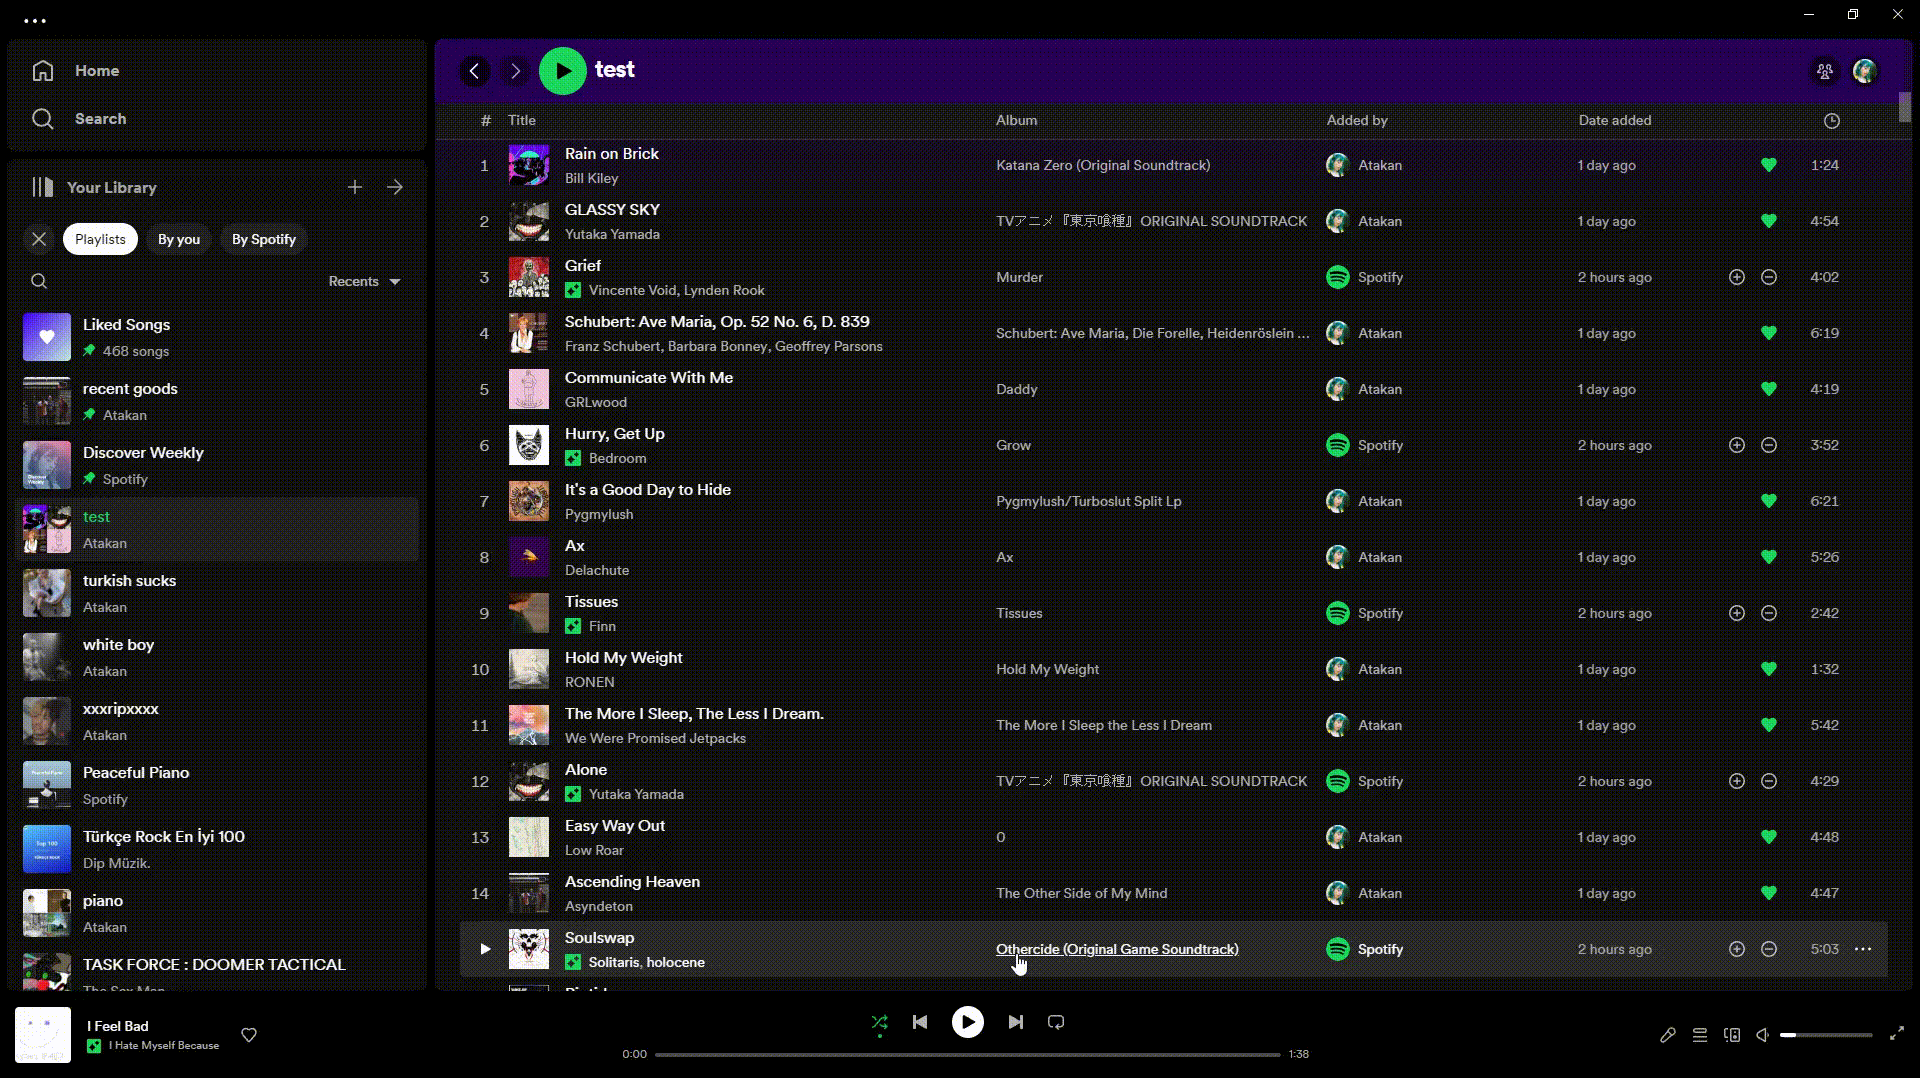 Home
Search
Your Library
Playlists By you By Spotify
Recents
Liked Songs
468 songs
recent goods
Atakan
Discover Weekly
Spotify
test
Atakan
turkish sucks
Atakan
white boy
Atakan
xxxripxxxx
Atakan
Peaceful Piano
Spotify
Türkçe Rock En İyi 100
Dip Müzik.
piano
Atakan
TASK FORCE : DOOMER TACTICAL
test
# Title Album Added by Date added
1 Rain on Brick Katana Zero (Original Soundtrack) Atakan 1 day ago 1:24
Bill Kiley
2 GLASSY SKY TVアニメ『東京喰種』ORIGINAL SOUNDTRACK Atakan 1 day ago 4:54
Yutaka Yamada
3 Grief Murder Spotify 2 hours ago 4:02
Vincente Void, Lynden Rook
4 Schubert: Ave Maria, Op. 52 No. 6, D. 839 Schubert: Ave Maria, Die Forelle, Heidenröslein ... Atakan 1 day ago 6:19
Franz Schubert, Barbara Bonney, Geoffrey Parsons
5 Communicate With Me Daddy Atakan 1 day ago 4:19
GRLwood
6 Hurry, Get Up Grow Spotify 2 hours ago 3:52
Bedroom
7 It's a Good Day to Hide Pygmylush/Turboslut Split Lp Atakan 1 day ago 6:21
Pygmylush
8 Ax Ax Atakan 1 day ago 5:26
Delachute
9 Tissues Tissues Spotify 2 hours ago 2:42
Finn
10 Hold My Weight Hold My Weight Atakan 1 day ago 1:32
RONEN
11 The More I Sleep, The Less I Dream. The More I Sleep the Less I Dream Atakan 1 day ago 5:42
We Were Promised Jetpacks
12 Alone TVアニメ『東京喰種』ORIGINAL SOUNDTRACK Spotify 2 hours ago 4:29
Yutaka Yamada
13 Easy Way Out 0 Atakan 1 day ago 4:48
Low Roar
14 Ascending Heaven The Other Side of My Mind Atakan 1 day ago 4:47
Asyndeton
Soulswap Othercide (Original Game Soundtrack) Spotify 2 hours ago 5:03
Solitaris, holocene
I Feel Bad
I Hate Myself Because
0:00 1:38